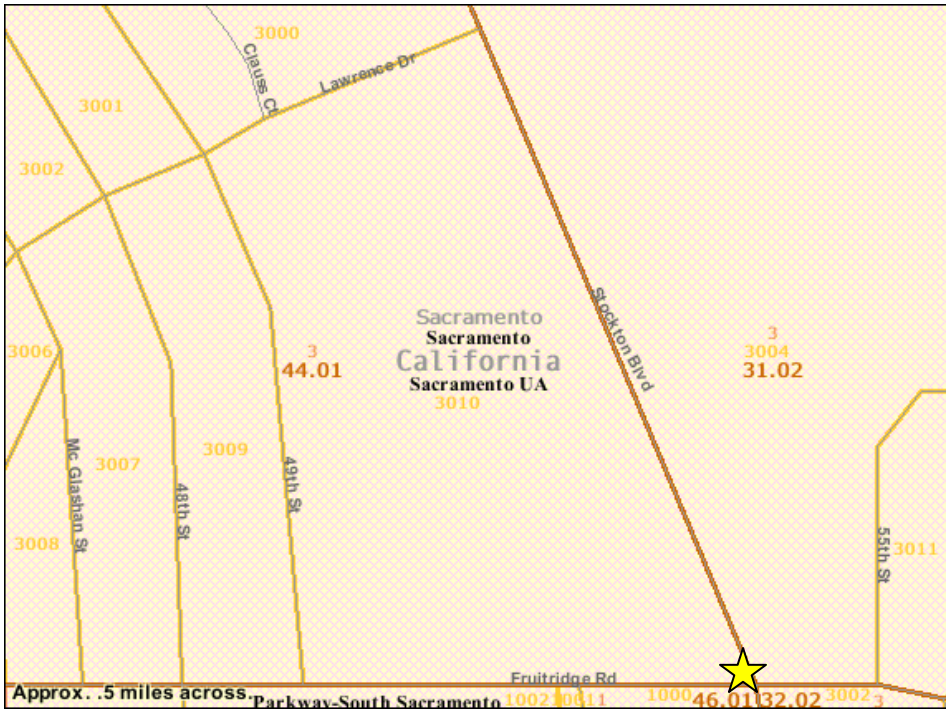 3000
Clauss Ct
Lawrence Dr
3001
3002
Sacramento
Sacramento
California
Sacramento UA
3010
Stockton Blvd
3
3004
31.02
3006
3
44.01
Mc Glashan St
3007
3009
48th St
49th St
3008
55th St
3011
Fruitridge Rd
Approx. .5 miles across.
Parkway-South Sacramento
1002
1
1000
46.01
32.02
3002
3